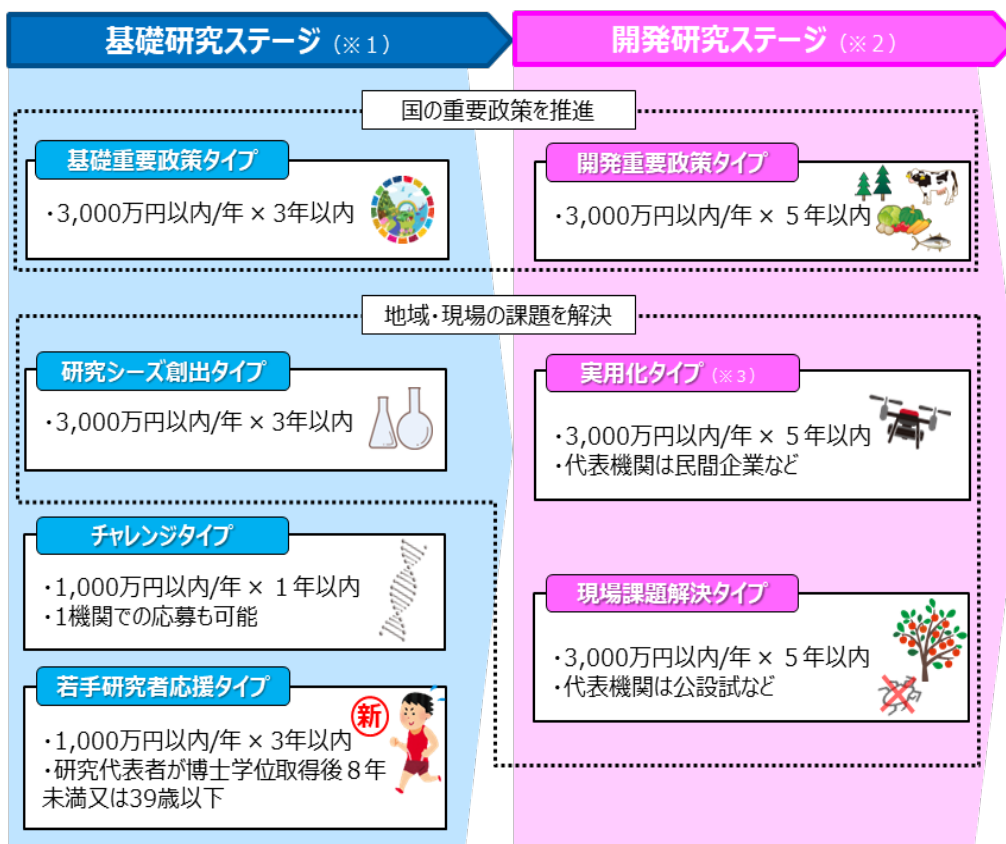 基礎研究ステージ（※１）
開発研究ステージ（※２）
国の重要政策を推進
基礎重要政策タイプ
・3,000万円以内/年 × 3年以内
開発重要政策タイプ
・3,000万円以内/年 × ５年以内
地域・現場の課題を解決
研究シーズ創出タイプ
・3,000万円以内/年 × 3年以内
実用化タイプ（※３）
・3,000万円以内/年 × ５年以内
・代表機関は民間企業など
チャレンジタイプ
・1,000万円以内/年 × １年以内
・1機関での応募も可能
現場課題解決タイプ
・3,000万円以内/年 × ５年以内
・代表機関は公設試など
若手研究者応援タイプ
新
・1,000万円以内/年 × 3年以内
・研究代表者が博士学位取得後８年
未満又は39歳以下